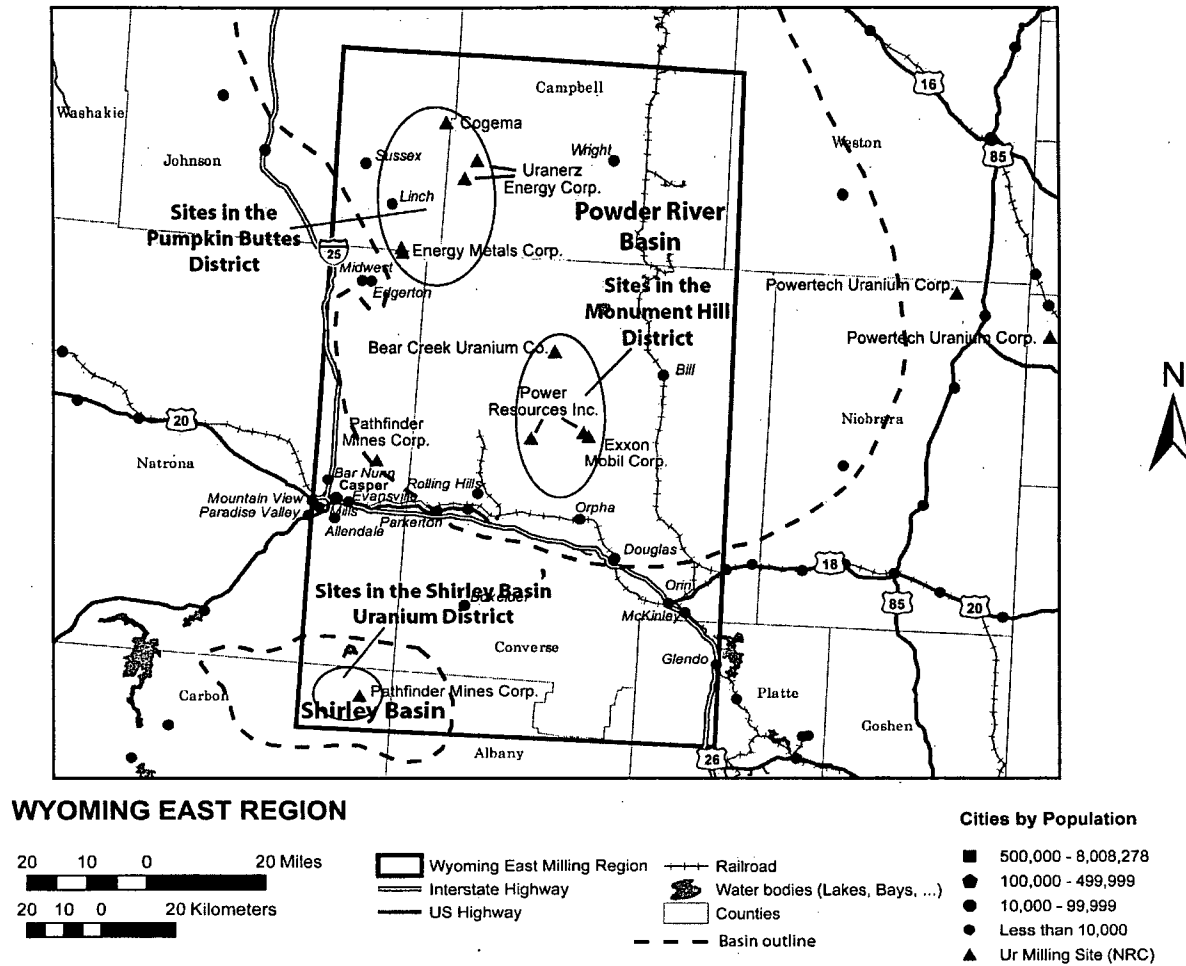 Campbell
16
Washakie
Cogema
Weston
85
Johnson
Sussex
Wright
Uranerz
Energy Corp.
Linch
Sites in the
Pumpkin Buttes
District
Powder River
Basin
25
Energy Metals Corp.
Midwest
Edgerton
Sites in the
Monument Hill
District
Powertech Uranium Corp.
Powertech Uranium Corp.
Bear Creek Uranium Co.
Bill
N
20
Power
Resources Inc.
Niobrara
Pathfinder
Mines Corp.
Exxon
Mobil Corp.
Natrona
Bar Nunn
Casper
Rolling Hills
Mountain View
Evansville
Paradise Valley
Mills
Parkerton
Orpha
Allendale
Douglas
18
Sites in the Shirley Basin
Uranium District
Orin
85
20
McKinley
Converse
Glendo
Carbon
Pathfinder Mines Corp.
Platte
Shirley Basin
Goshen
Albany
26
WYOMING EAST REGION
20 10 0 20 Miles
20 10 0 20 Kilometers
Wyoming East Milling Region
Interstate Highway
US Highway
Railroad
Water bodies (Lakes, Bays, ...)
Counties
Basin outline
Cities by Population
500,000 - 8,008,278
100,000 - 499,999
10,000 - 99,999
Less than 10,000
Ur Milling Site (NRC)